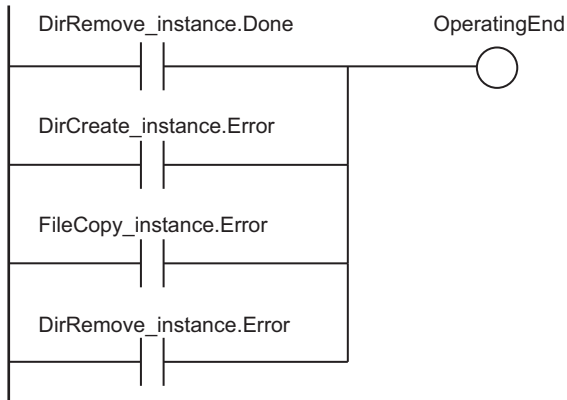 DirRemove_instance.Done
OperatingEnd
DirCreate_instance.Error
FileCopy_instance.Error
DirRemove_instance.Error